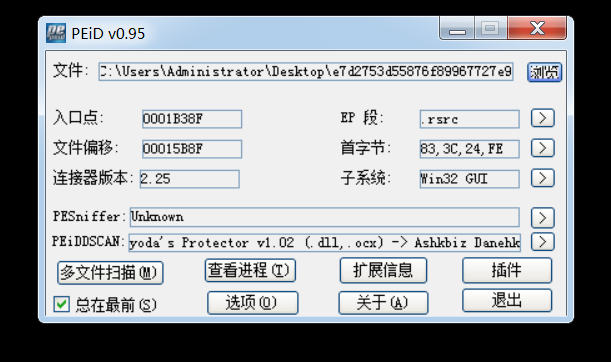 PEiD v0.95
文件: C:\Users\Administrator\Desktop\e7d2753d55876f89967727e9 浏览
入口点: 0001B38F EP 段: .rsrc >
文件偏移: 00015B8F 首字节: 83,3C,24,FE >
连接器版本: 2.25 子系统: Win32 GUI >
PESniffer: Unknown >
PEiDDSCAN: yoda's Protector v1.02 (.dll,.ocx) -> Ashkbiz Danehk >
多文件扫描(M) 查看进程(T) 扩展信息 插件
总在最前(S) 选项(O) 关于(A) 退出